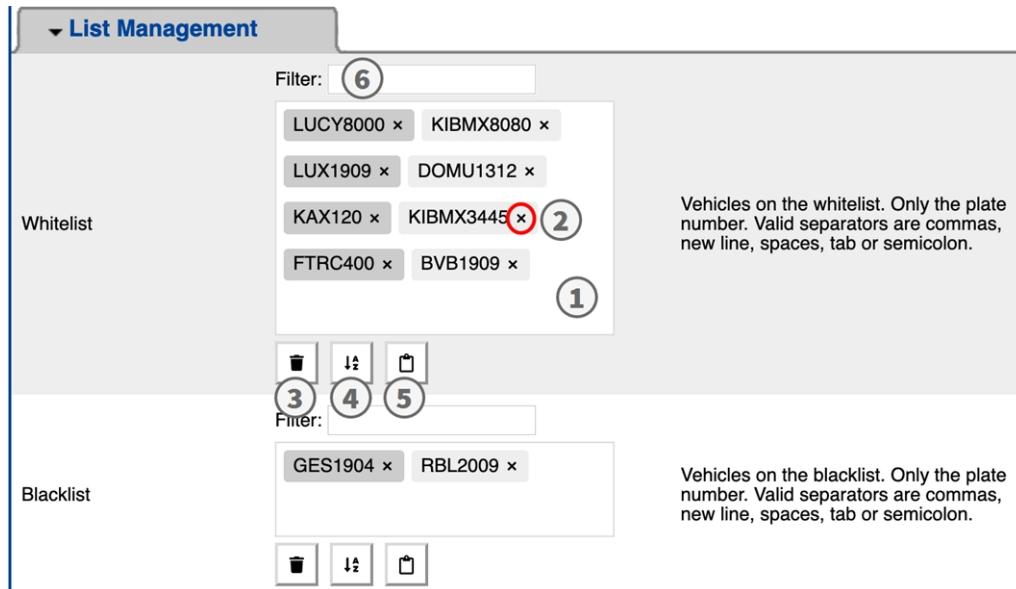 List Management
Filter: 6
LUCY8000 × KIBMX8080 ×
LUX1909 × DOMU1312 ×
Whitelist
KAX120 × KIBMX3445 × 2
FTRC400 × BVB1909 ×
1
Vehicles on the whitelist. Only the plate
number. Valid separators are commas,
new line, spaces, tab or semicolon.
3 4 5
Filter:
GES1904 × RBL2009 ×
Blacklist
Vehicles on the blacklist. Only the plate
number. Valid separators are commas,
new line, spaces, tab or semicolon.